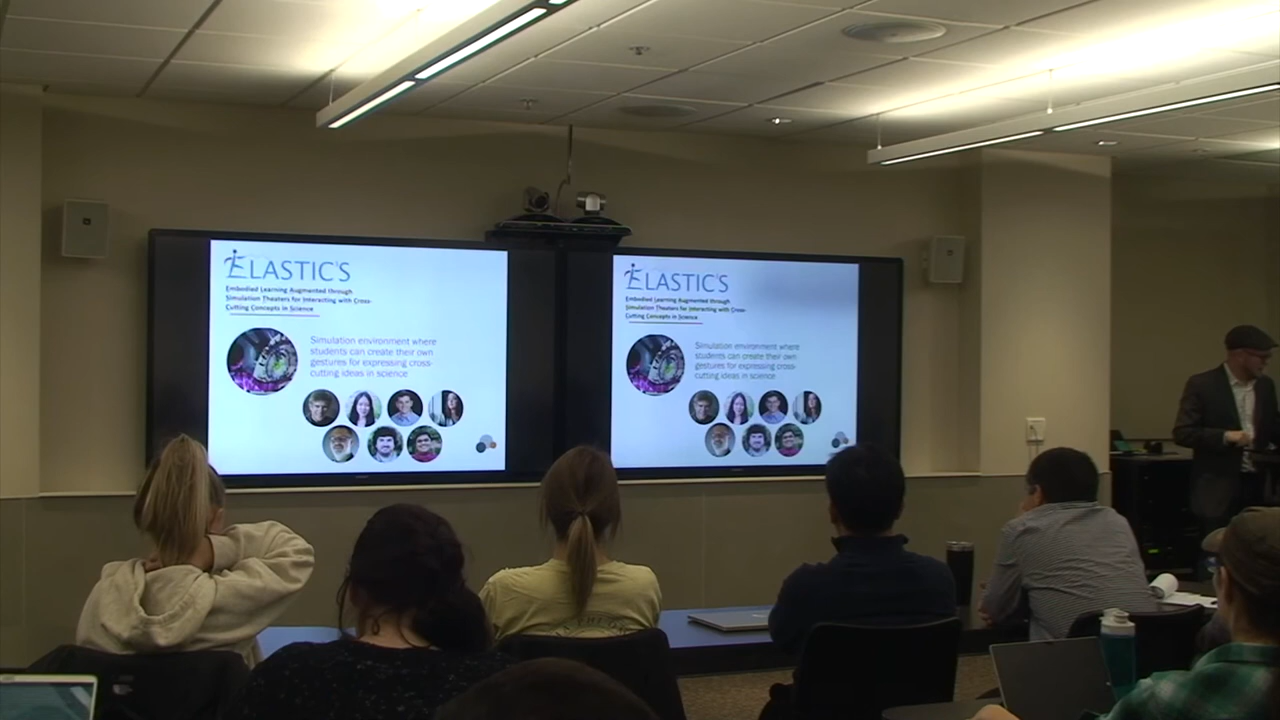 ELASTIC'S
Embodied Learning Augmented through
Simulation Theaters for Interacting with Cross-
Cutting Concepts in Science
Simulation environment where
students can create their own
gestures for expressing cross-
cutting ideas in science
ELASTIC'S
Embodied Learning Augmented through
Simulation Theaters for Interacting with Cross-
Cutting Concepts in Science
Simulation environment where
students can create their own
gestures for expressing cross-
cutting ideas in science